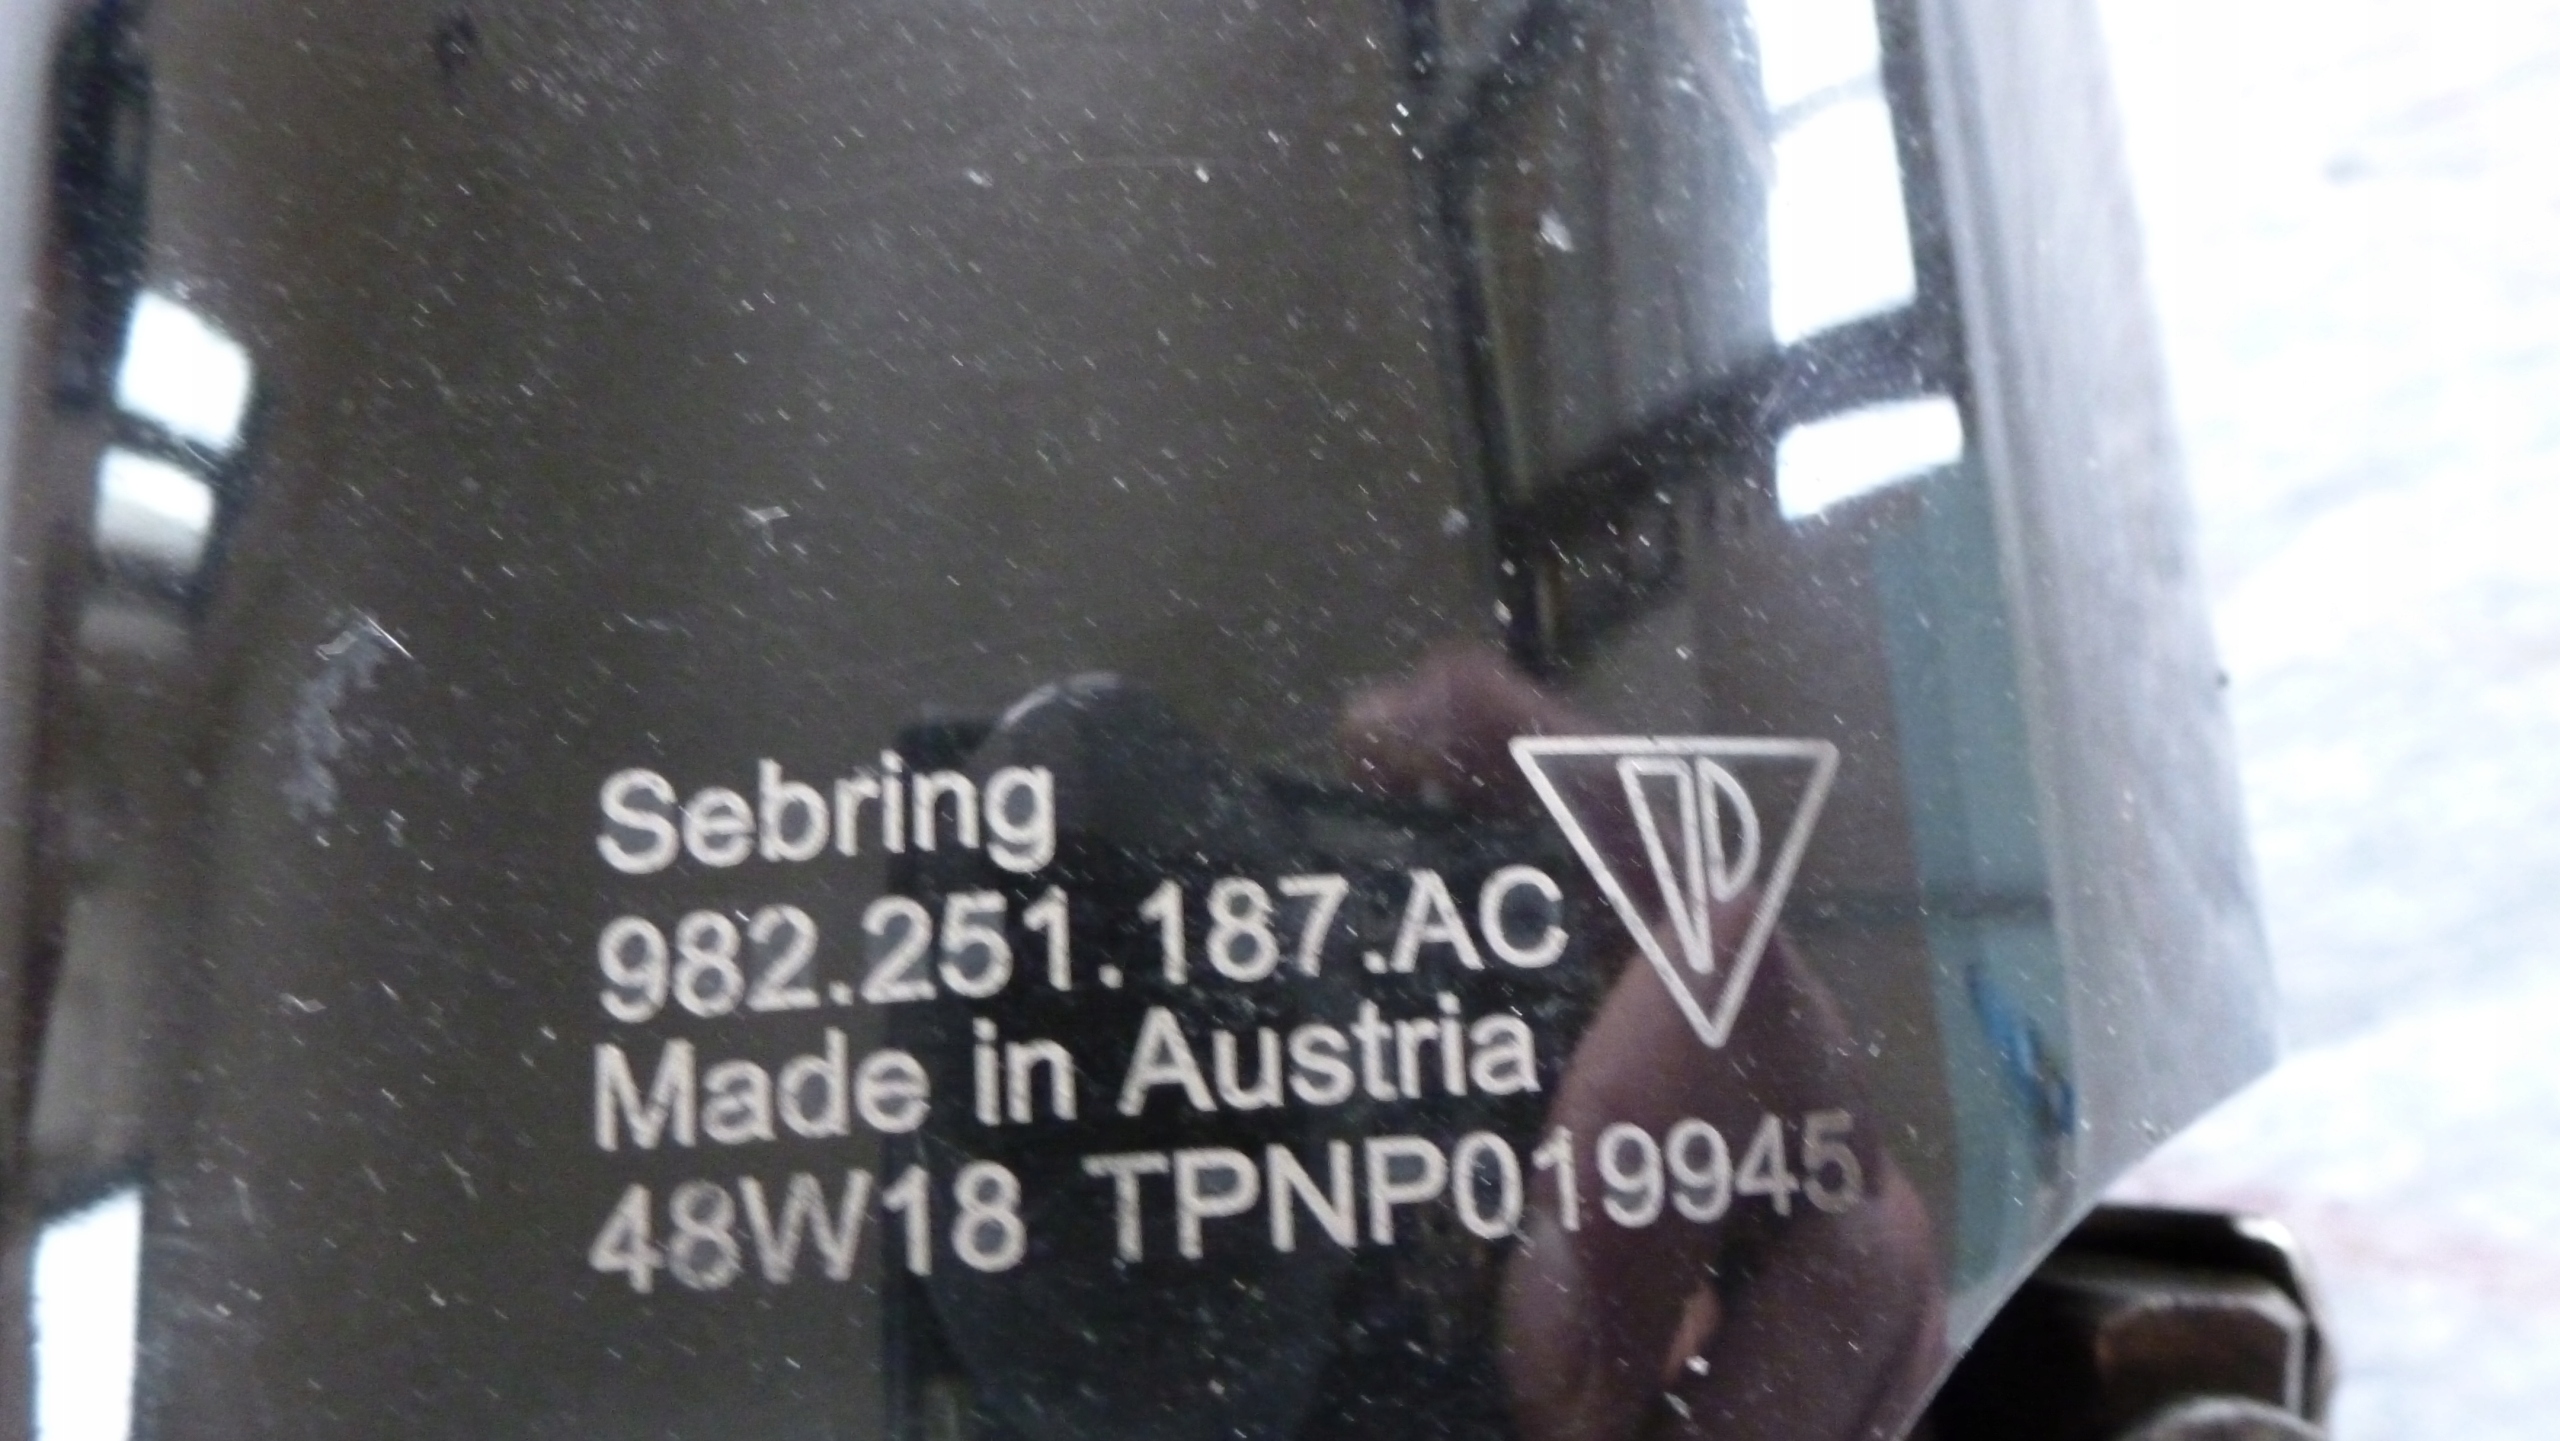 Sebring
982.251.187.AC
Made in Austria
48W18 TPNP019945